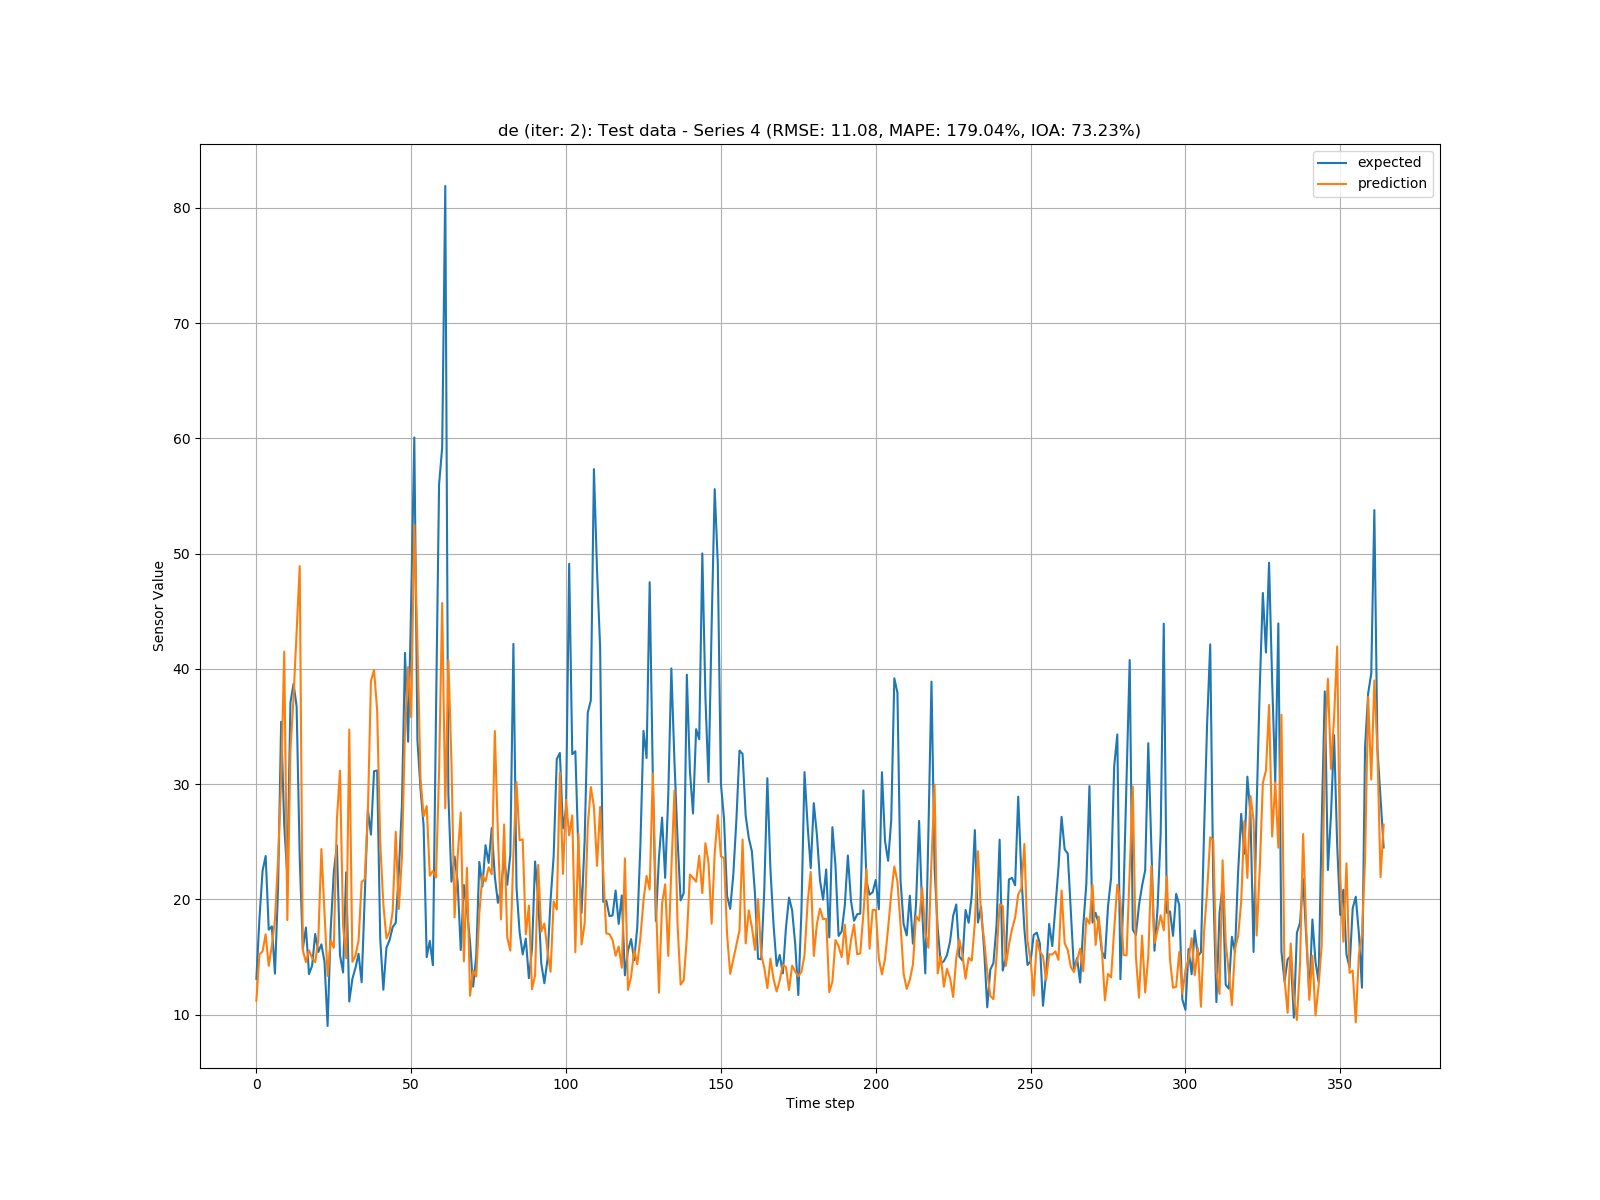 de (iter: 2): Test data - Series 4 (RMSE: 11.08, MAPE: 179.04%, IOA: 73.23%)
expected
prediction
80
70
60
50
40
30
20
10
Sensor Value
0 50 100 150 200 250 300 350
Time step